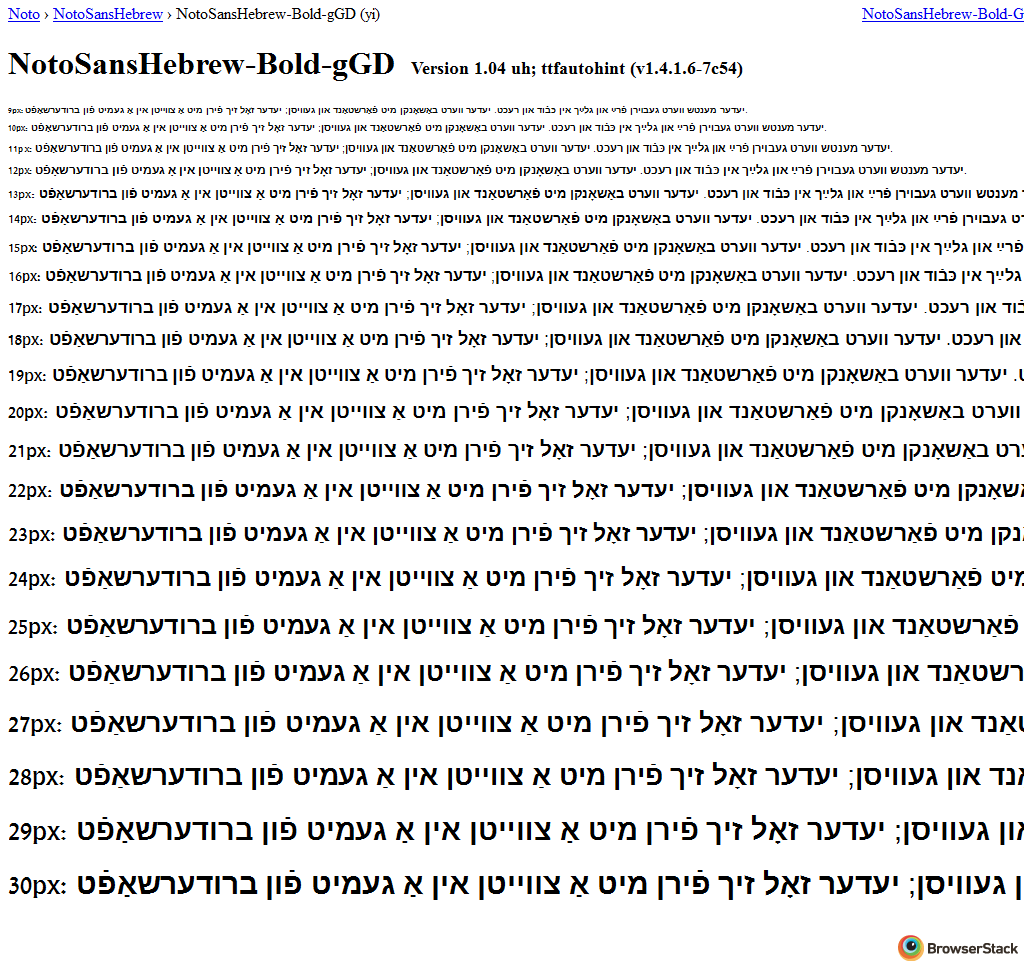 Noto › NotoSansHebrew › NotoSansHebrew-Bold-gGD (yi) NotoSansHebrew-Bold-G
NotoSansHebrew-Bold-gGD Version 1.04 uh; ttfautohint (v1.4.1.6-7c54)
9px: יעדער מענטש ווערט געבוירן פֿרײַ און גלײַך אין כּבֿוד און רעכט. יעדער ווערט באַשאָנקן מיט פֿאַרשטאַנד און געוויסן; יעדער זאָל זיך פֿירן מיט אַ צווייטן אין אַ געמיט פֿון ברודערשאַפֿט.
10px: יעדער מענטש ווערט געבוירן פֿרײַ און גלײַך אין כּבֿוד און רעכט. יעדער ווערט באַשאָנקן מיט פֿאַרשטאַנד און געוויסן; יעדער זאָל זיך פֿירן מיט אַ צווייטן אין אַ געמיט פֿון ברודערשאַפֿט.
11px: יעדער מענטש ווערט געבוירן פֿרײַ און גלײַך אין כּבֿוד און רעכט. יעדער ווערט באַשאָנקן מיט פֿאַרשטאַנד און געוויסן; יעדער זאָל זיך פֿירן מיט אַ צווייטן אין אַ געמיט פֿון ברודערשאַפֿט.
12px: יעדער מענטש ווערט געבוירן פֿרײַ און גלײַך אין כּבֿוד און רעכט. יעדער ווערט באַשאָנקן מיט פֿאַרשטאַנד און געוויסן; יעדער זאָל זיך פֿירן מיט אַ צווייטן אין אַ געמיט פֿון ברודערשאַפֿט.
13px: מענטש ווערט געבוירן פֿרײַ און גלײַך אין כּבֿוד און רעכט. יעדער ווערט באַשאָנקן מיט פֿאַרשטאַנד און געוויסן; יעדער זאָל זיך פֿירן מיט אַ צווייטן אין אַ געמיט פֿון ברודערשאַפֿט
14px: געבוירן פֿרײַ און גלײַך אין כּבֿוד און רעכט. יעדער ווערט באַשאָנקן מיט פֿאַרשטאַנד און געוויסן; יעדער זאָל זיך פֿירן מיט אַ צווייטן אין אַ געמיט פֿון ברודערשאַפֿט
15px: פֿרײַ און גלײַך אין כּבֿוד און רעכט. יעדער ווערט באַשאָנקן מיט פֿאַרשטאַנד און געוויסן; יעדער זאָל זיך פֿירן מיט אַ צווייטן אין אַ געמיט פֿון ברודערשאַפֿט
16px: גלײַך אין כּבֿוד און רעכט. יעדער ווערט באַשאָנקן מיט פֿאַרשטאַנד און געוויסן; יעדער זאָל זיך פֿירן מיט אַ צווייטן אין אַ געמיט פֿון ברודערשאַפֿט
17px: בֿוד און רעכט. יעדער ווערט באַשאָנקן מיט פֿאַרשטאַנד און געוויסן; יעדער זאָל זיך פֿירן מיט אַ צווייטן אין אַ געמיט פֿון ברודערשאַפֿט
18px: און רעכט. יעדער ווערט באַשאָנקן מיט פֿאַרשטאַנד און געוויסן; יעדער זאָל זיך פֿירן מיט אַ צווייטן אין אַ געמיט פֿון ברודערשאַפֿט
19px: . יעדער ווערט באַשאָנקן מיט פֿאַרשטאַנד און געוויסן; יעדער זאָל זיך פֿירן מיט אַ צווייטן אין אַ געמיט פֿון ברודערשאַפֿט
20px: ווערט באַשאָנקן מיט פֿאַרשטאַנד און געוויסן; יעדער זאָל זיך פֿירן מיט אַ צווייטן אין אַ געמיט פֿון ברודערשאַפֿט
21px: רט באַשאָנקן מיט פֿאַרשטאַנד און געוויסן; יעדער זאָל זיך פֿירן מיט אַ צווייטן אין אַ געמיט פֿון ברודערשאַפֿט
22px: שאָנקן מיט פֿאַרשטאַנד און געוויסן; יעדער זאָל זיך פֿירן מיט אַ צווייטן אין אַ געמיט פֿון ברודערשאַפֿט
23px: נקן מיט פֿאַרשטאַנד און געוויסן; יעדער זאָל זיך פֿירן מיט אַ צווייטן אין אַ געמיט פֿון ברודערשאַפֿט
24px: מיט פֿאַרשטאַנד און געוויסן; יעדער זאָל זיך פֿירן מיט אַ צווייטן אין אַ געמיט פֿון ברודערשאַפֿט
25px: פֿאַרשטאַנד און געוויסן; יעדער זאָל זיך פֿירן מיט אַ צווייטן אין אַ געמיט פֿון ברודערשאַפֿט
26px: רשטאַנד און געוויסן; יעדער זאָל זיך פֿירן מיט אַ צווייטן אין אַ געמיט פֿון ברודערשאַפֿט
27px: אַנד און געוויסן; יעדער זאָל זיך פֿירן מיט אַ צווייטן אין אַ געמיט פֿון ברודערשאַפֿט
28px: נד און געוויסן; יעדער זאָל זיך פֿירן מיט אַ צווייטן אין אַ געמיט פֿון ברודערשאַפֿט
29px: און געוויסן; יעדער זאָל זיך פֿירן מיט אַ צווייטן אין אַ געמיט פֿון ברודערשאַפֿט
30px: ן געוויסן; יעדער זאָל זיך פֿירן מיט אַ צווייטן אין אַ געמיט פֿון ברודערשאַפֿט
BrowserStack